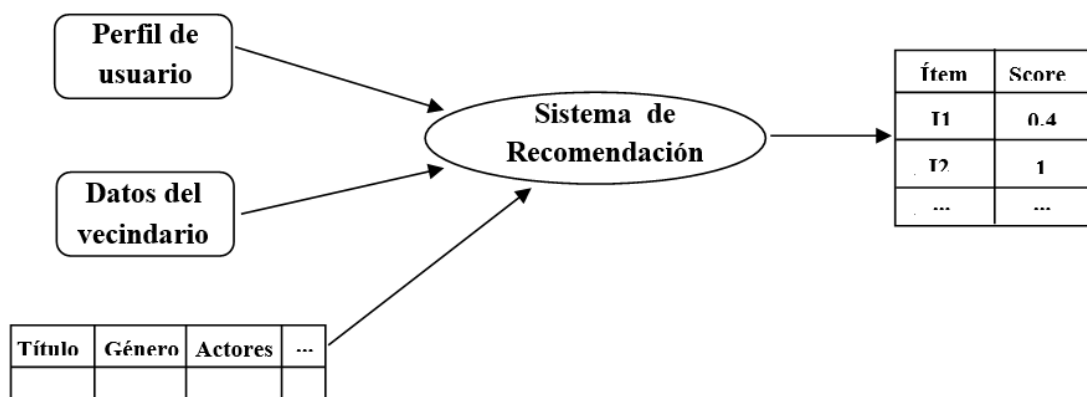 Perfil de
usuario
Datos del
vecindario
Título Género Actores ...
Sistema de
Recomendación
Ítem Score
I1 0.4
I2 1
... ...